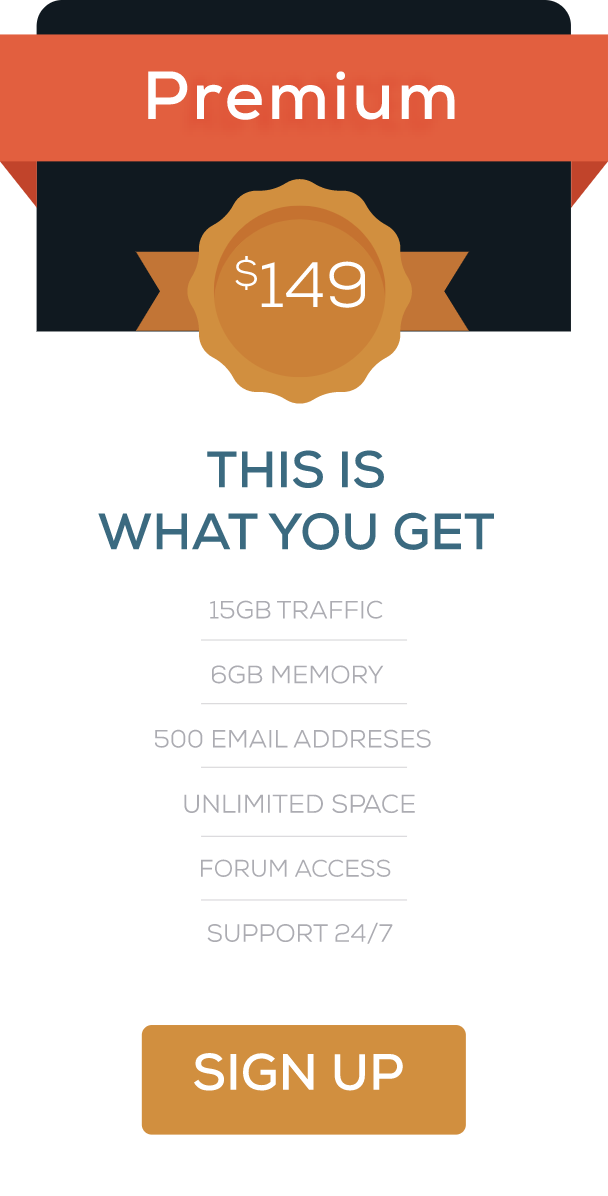 Premium
$149
THIS IS
WHAT YOU GET
15GB TRAFFIC
6GB MEMORY
500 EMAIL ADDRESES
UNLIMITED SPACE
FORUM ACCESS
SUPPORT 24/7
SIGN UP